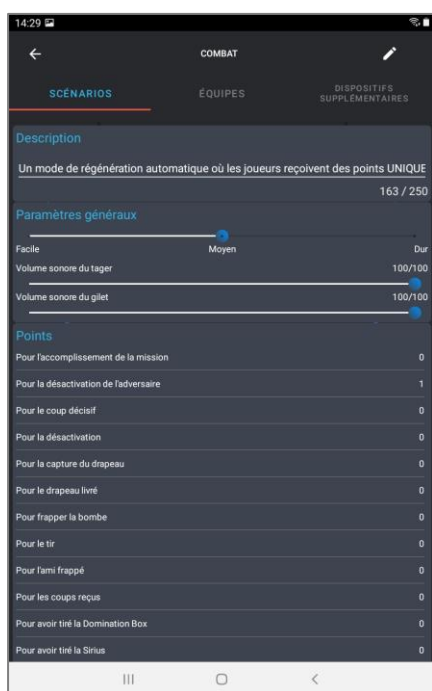 14:29
COMBAT
SCÉNARIOS
ÉQUIPES
DISPOSITIFS
SUPPLÉMENTAIRES
Description
Un mode de régénération automatique où les joueurs reçoivent des points UNIQUE
163 / 250
Paramètres généraux
Facile Moyen Dur
Volume sonore du tager 100/100
Volume sonore du gilet 100/100
Points
Pour l'accomplissement de la mission 0
Pour la désactivation de l'adversaire 1
Pour le coup décisif 0
Pour la désactivation 0
Pour la capture du drapeau 0
Pour le drapeau livré 0
Pour frapper la bombe 0
Pour le tir 0
Pour l'ami frappé 0
Pour les coups reçus 0
Pour avoir tiré la Domination Box 0
Pour avoir tiré la Sirius 0